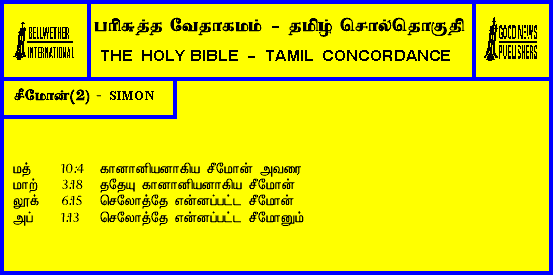 BELLWETHER
INTERNATIONAL
பரிசுத்த வேதாகமம் - தமிழ் சொல்தொகுதி
THE HOLY BIBLE - TAMIL CONCORDANCE
GOOD NEWS
PUBLISHERS
சீமோன்(2) - SIMON
மத் 10:4 கானானியனாகிய சீமோன் அவரை
மாற் 3:18 ததேயு கானானியனாகிய சீமோன்
லூக் 6:15 செலோத்தே என்னப்பட்ட சீமோன்
அப் 1:13 செலோத்தே என்னப்பட்ட சீமோனும்